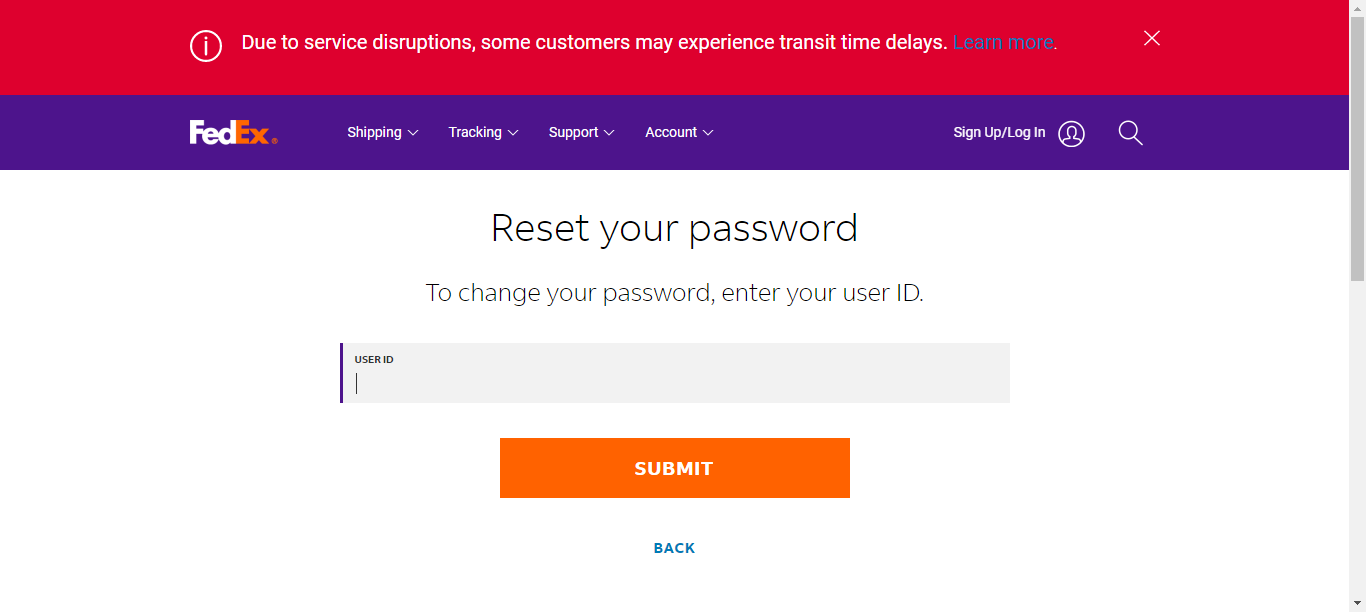 Due to service disruptions, some customers may experience transit time delays. Learn more.
FedEx®
Shipping
Tracking
Support
Account
Sign Up/Log In
Reset your password
To change your password, enter your user ID.
USER ID
SUBMIT
BACK